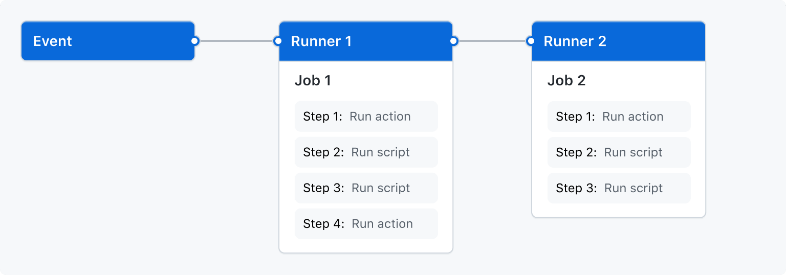 Event
Runner 1
Job 1
Step 1: Run action
Step 2: Run script
Step 3: Run script
Step 4: Run action
Runner 2
Job 2
Step 1: Run action
Step 2: Run script
Step 3: Run script